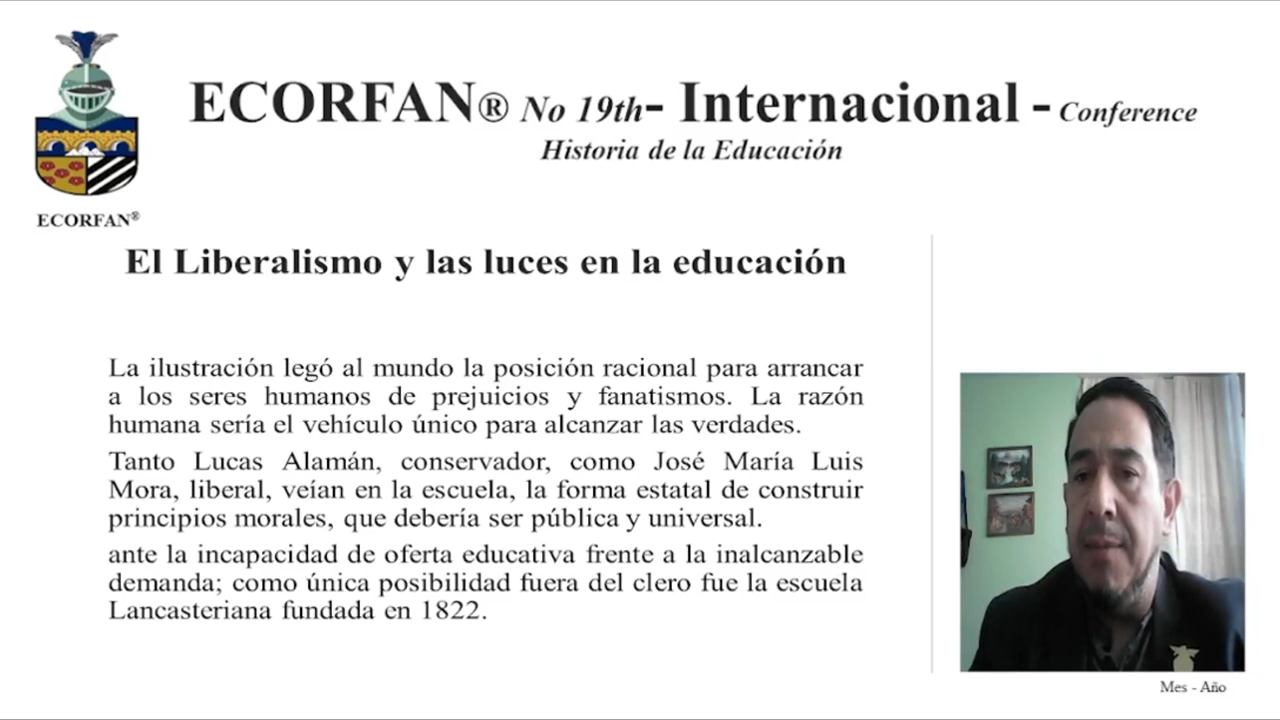 ECORFAN® No 19th- Internacional - Conference
Historia de la Educación
ECORFAN®
El Liberalismo y las luces en la educación
La ilustración legó al mundo la posición racional para arrancar
a los seres humanos de prejuicios y fanatismos. La razón
humana sería el vehículo único para alcanzar las verdades.
Tanto Lucas Alamán, conservador, como José María Luis
Mora, liberal, veían en la escuela, la forma estatal de construir
principios morales, que debería ser pública y universal.
ante la incapacidad de oferta educativa frente a la inalcanzable
demanda; como única posibilidad fuera del clero fue la escuela
Lancasteriana fundada en 1822.
Mes - Año